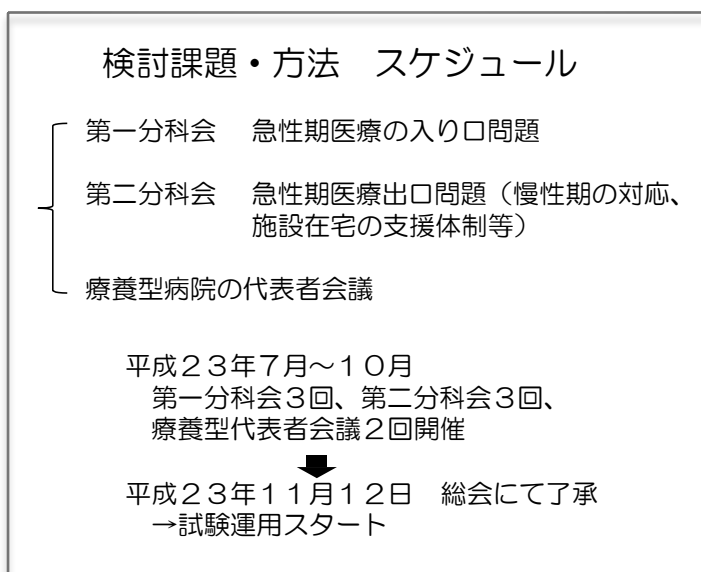 検討課題・方法　スケジュール
第一分科会　急性期医療の入り口問題
第二分科会　急性期医療出口問題（慢性期の対応、
施設在宅の支援体制等）
療養型病院の代表者会議
平成２３年７月～１０月
第一分科会３回、第二分科会３回、
療養型代表者会議２回開催
平成２３年１１月１２日　総会にて了承
→試験運用スタート